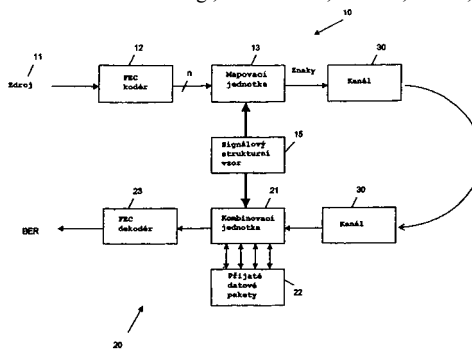 10
11
12
13
30
Zdroj
FEC
kodér
n
Mapovací
jednotka
Znaky
Kanál
15
Signálový
strukturní
vzor
23
21
30
BER
FEC
dekodér
Kombinovací
jednotka
Kanál
Přijaté
datové
pakety
22
20